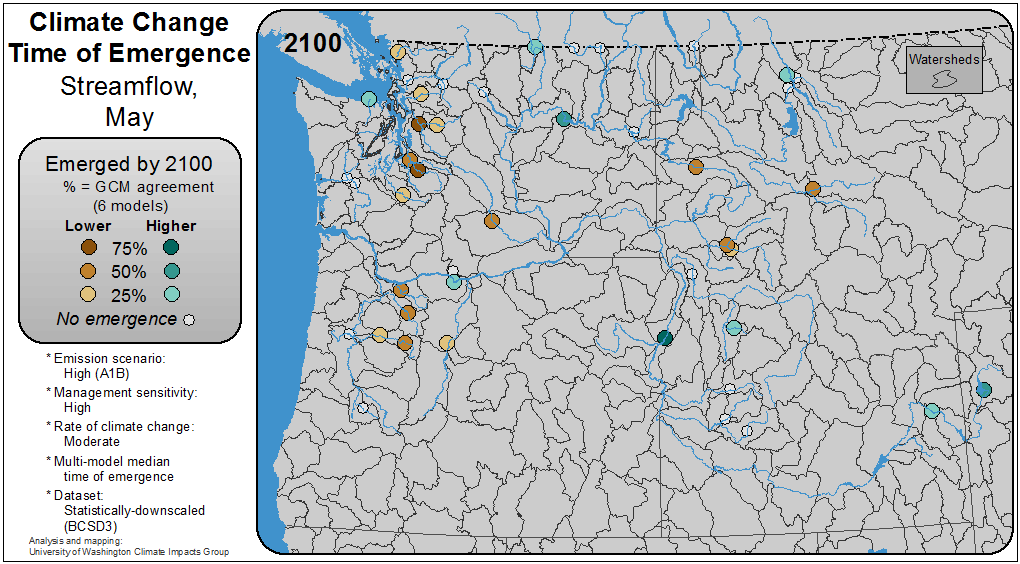 Climate Change
Time of Emergence
Streamflow,
May
Emerged by 2100
% = GCM agreement
(6 models)
Lower Higher
75%
50%
25%
No emergence
* Emission scenario:
High (A1B)
* Management sensitivity:
High
* Rate of climate change:
Moderate
* Multi-model median
time of emergence
* Dataset:
Statistically-downscaled
(BCSD3)
Analysis and mapping:
University of Washington Climate Impacts Group
2100
Watersheds